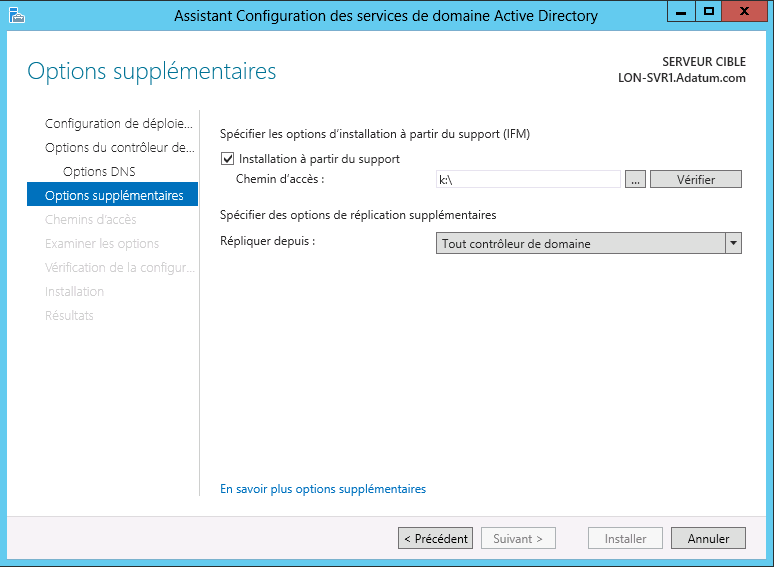 Assistant Configuration des services de domaine Active Directory
Options supplémentaires
SERVEUR CIBLE
LON-SVR1.Adatum.com
Configuration de déploie...
Options du contrôleur de...
Options DNS
Options supplémentaires
Chemins d'accès
Examiner les options
Vérification de la configur...
Installation
Résultats
Spécifier les options d'installation à partir du support (IFM)
Installation à partir du support
Chemin d'accès : k:\ ... Vérifier
Spécifier des options de réplication supplémentaires
Répliquer depuis : Tout contrôleur de domaine
En savoir plus options supplémentaires
< Précédent Suivant > Installer Annuler